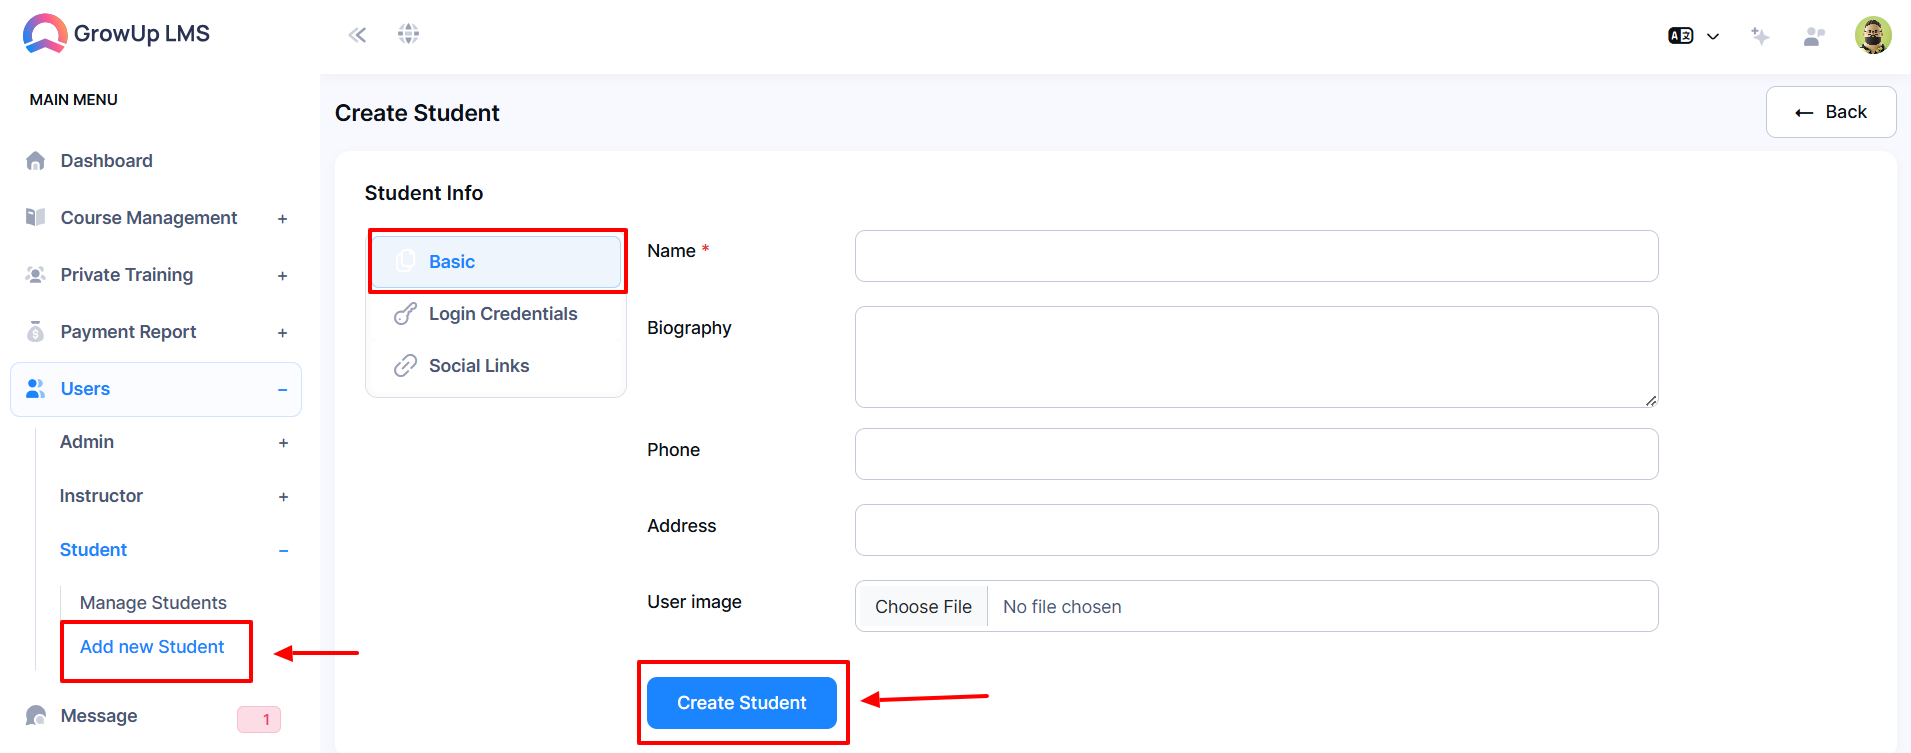 GrowUp LMS
MAIN MENU
Dashboard
Course Management +
Private Training +
Payment Report +
Users −
Admin +
Instructor +
Student −
Manage Students
Add new Student
Message 1
Create Student
← Back
Student Info
Basic
Login Credentials
Social Links
Name *
Biography
Phone
Address
User image
Choose File No file chosen
Create Student